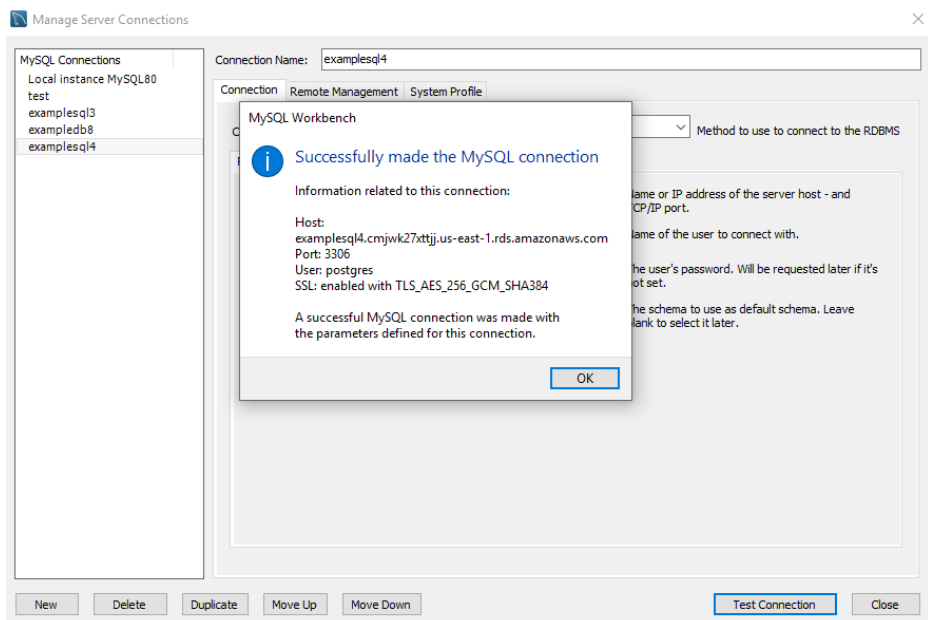 Manage Server Connections
MySQL Connections
Local instance MySQL80
test
examplesql3
exampledb8
examplesql4
Connection Name: examplesql4
Connection Remote Management System Profile
Method to use to connect to the RDBMS
MySQL Workbench
Successfully made the MySQL connection
Information related to this connection:
Host:
examplesql4.cmjwk27xttjj.us-east-1.rds.amazonaws.com
Port: 3306
User: postgres
SSL: enabled with TLS_AES_256_GCM_SHA384
A successful MySQL connection was made with
the parameters defined for this connection.
OK
ame or IP address of the server host - and
CP/IP port.
ame of the user to connect with.
he user's password. Will be requested later if it's
ot set.
he schema to use as default schema. Leave
lank to select it later.
New Delete Duplicate Move Up Move Down Test Connection Close